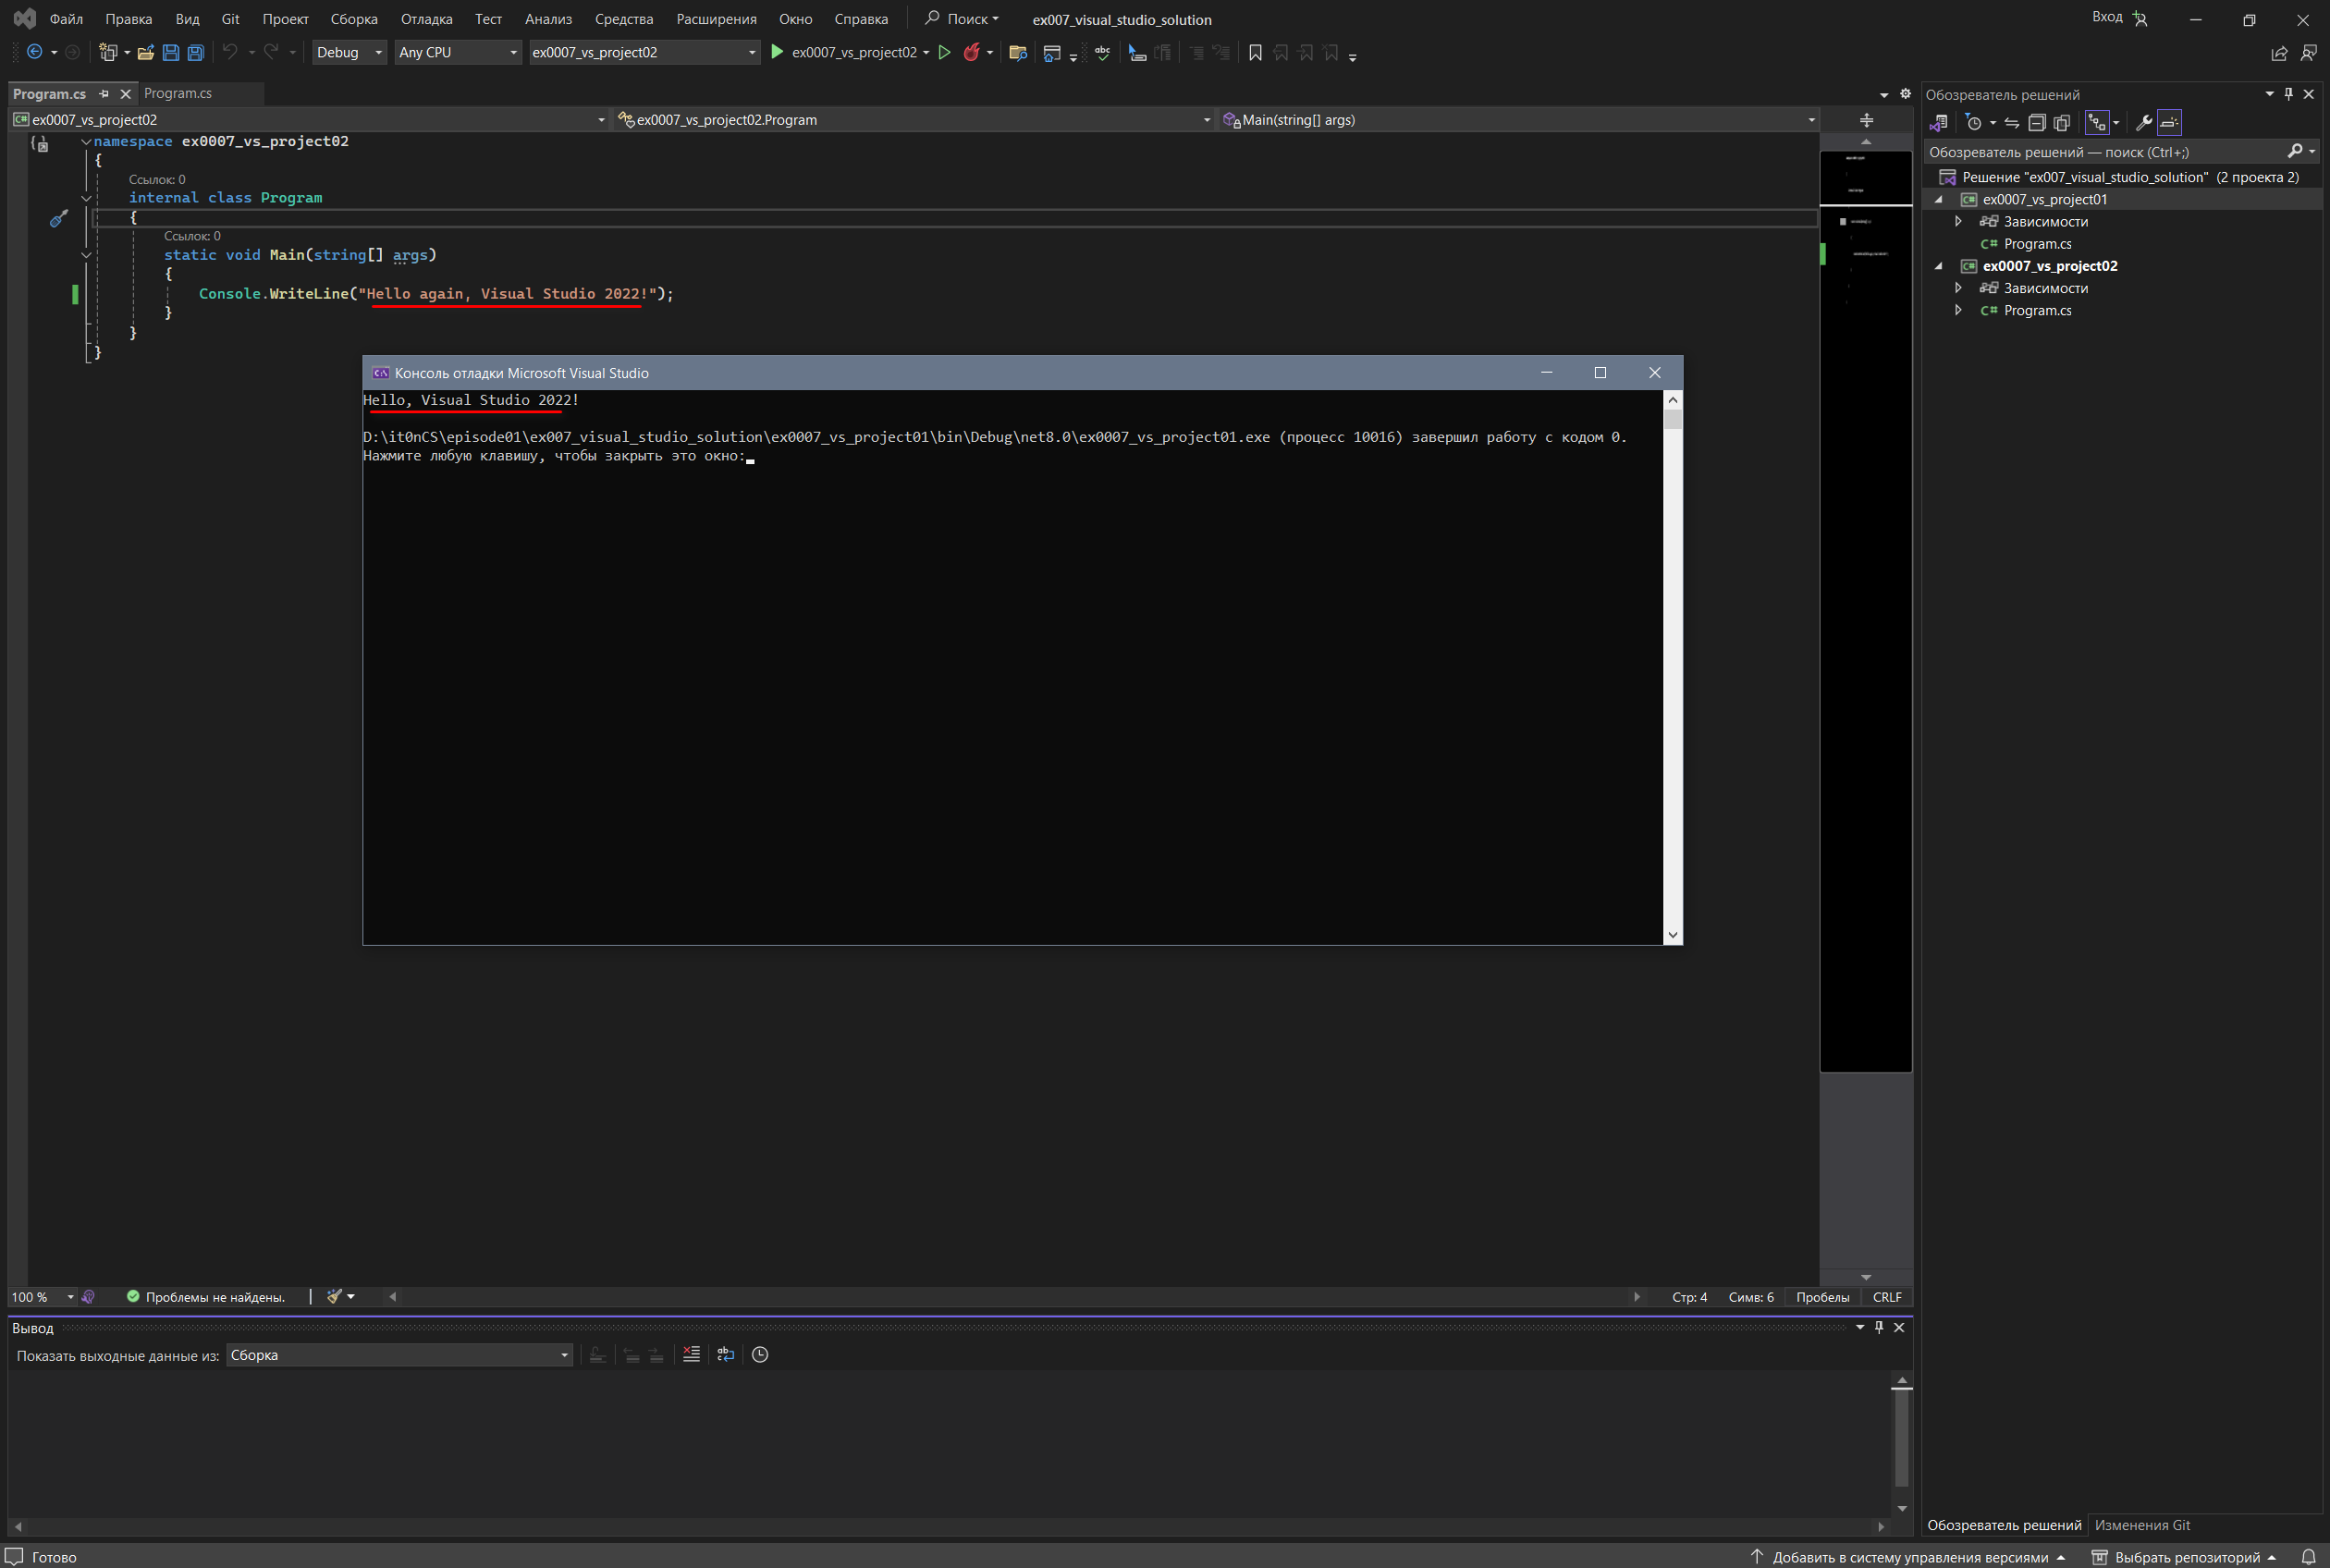 Файл Правка Вид Git Проект Сборка Отладка Тест Анализ Средства Расширения Окно Справка Поиск ex007_visual_studio_solution Вход
Debug Any CPU ex0007_vs_project02 ex0007_vs_project02
Program.cs Program.cs
ex0007_vs_project02 ex0007_vs_project02.Program Main(string[] args)
namespace ex0007_vs_project02
{
Ссылок: 0
internal class Program
{
Ссылок: 0
static void Main(string[] args)
{
Console.WriteLine("Hello again, Visual Studio 2022!");
}
}
}
Консоль отладки Microsoft Visual Studio
Hello, Visual Studio 2022!
D:\it0nCS\episode01\ex007_visual_studio_solution\ex0007_vs_project01\bin\Debug\net8.0\ex0007_vs_project01.exe (процесс 10016) завершил работу с кодом 0.
Нажмите любую клавишу, чтобы закрыть это окно:
Обозреватель решений
Обозреватель решений — поиск (Ctrl+;)
Решение "ex007_visual_studio_solution" (2 проекта 2)
ex0007_vs_project01
Зависимости
C# Program.cs
ex0007_vs_project02
Зависимости
C# Program.cs
100 % Проблемы не найдены. Стр: 4 Симв: 6 Пробелы CRLF
Вывод
Показать выходные данные из: Сборка
Обозреватель решений Изменения Git
Готово Добавить в систему управления версиями Выбрать репозиторий